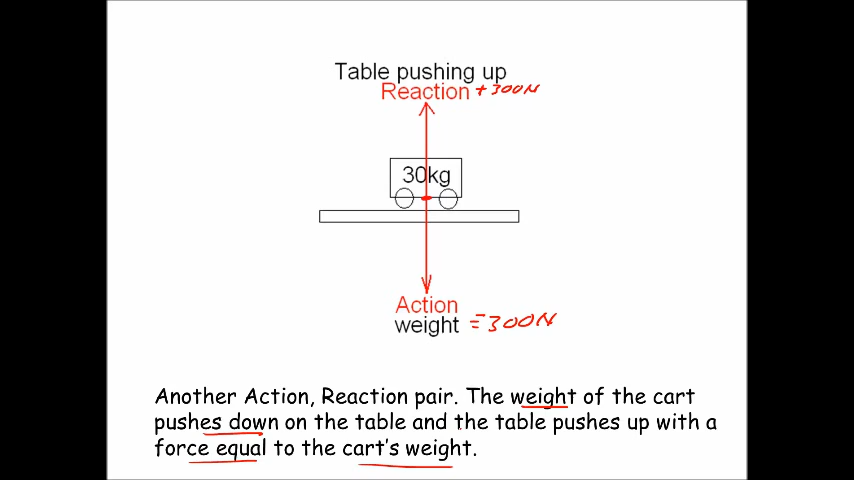 Table pushing up
Reaction +300N
30kg
Action
weight =-300N
Another Action, Reaction pair. The weight of the cart
pushes down on the table and the table pushes up with a
force equal to the cart's weight.